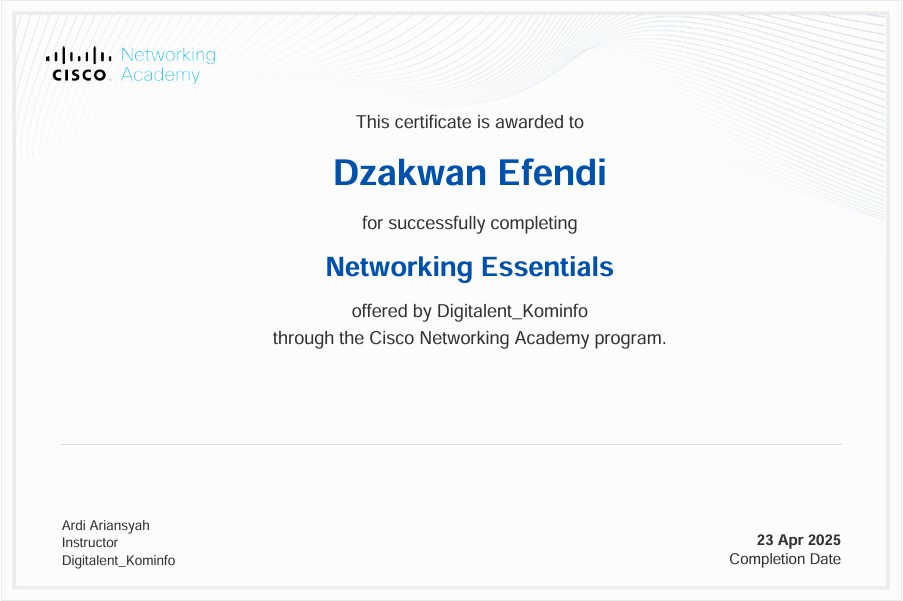 Networking
CISCO Academy
This certificate is awarded to
Dzakwan Efendi
for successfully completing
Networking Essentials
offered by Digitalent_Kominfo
through the Cisco Networking Academy program.
Ardi Ariansyah
Instructor
Digitalent_Kominfo
23 Apr 2025
Completion Date